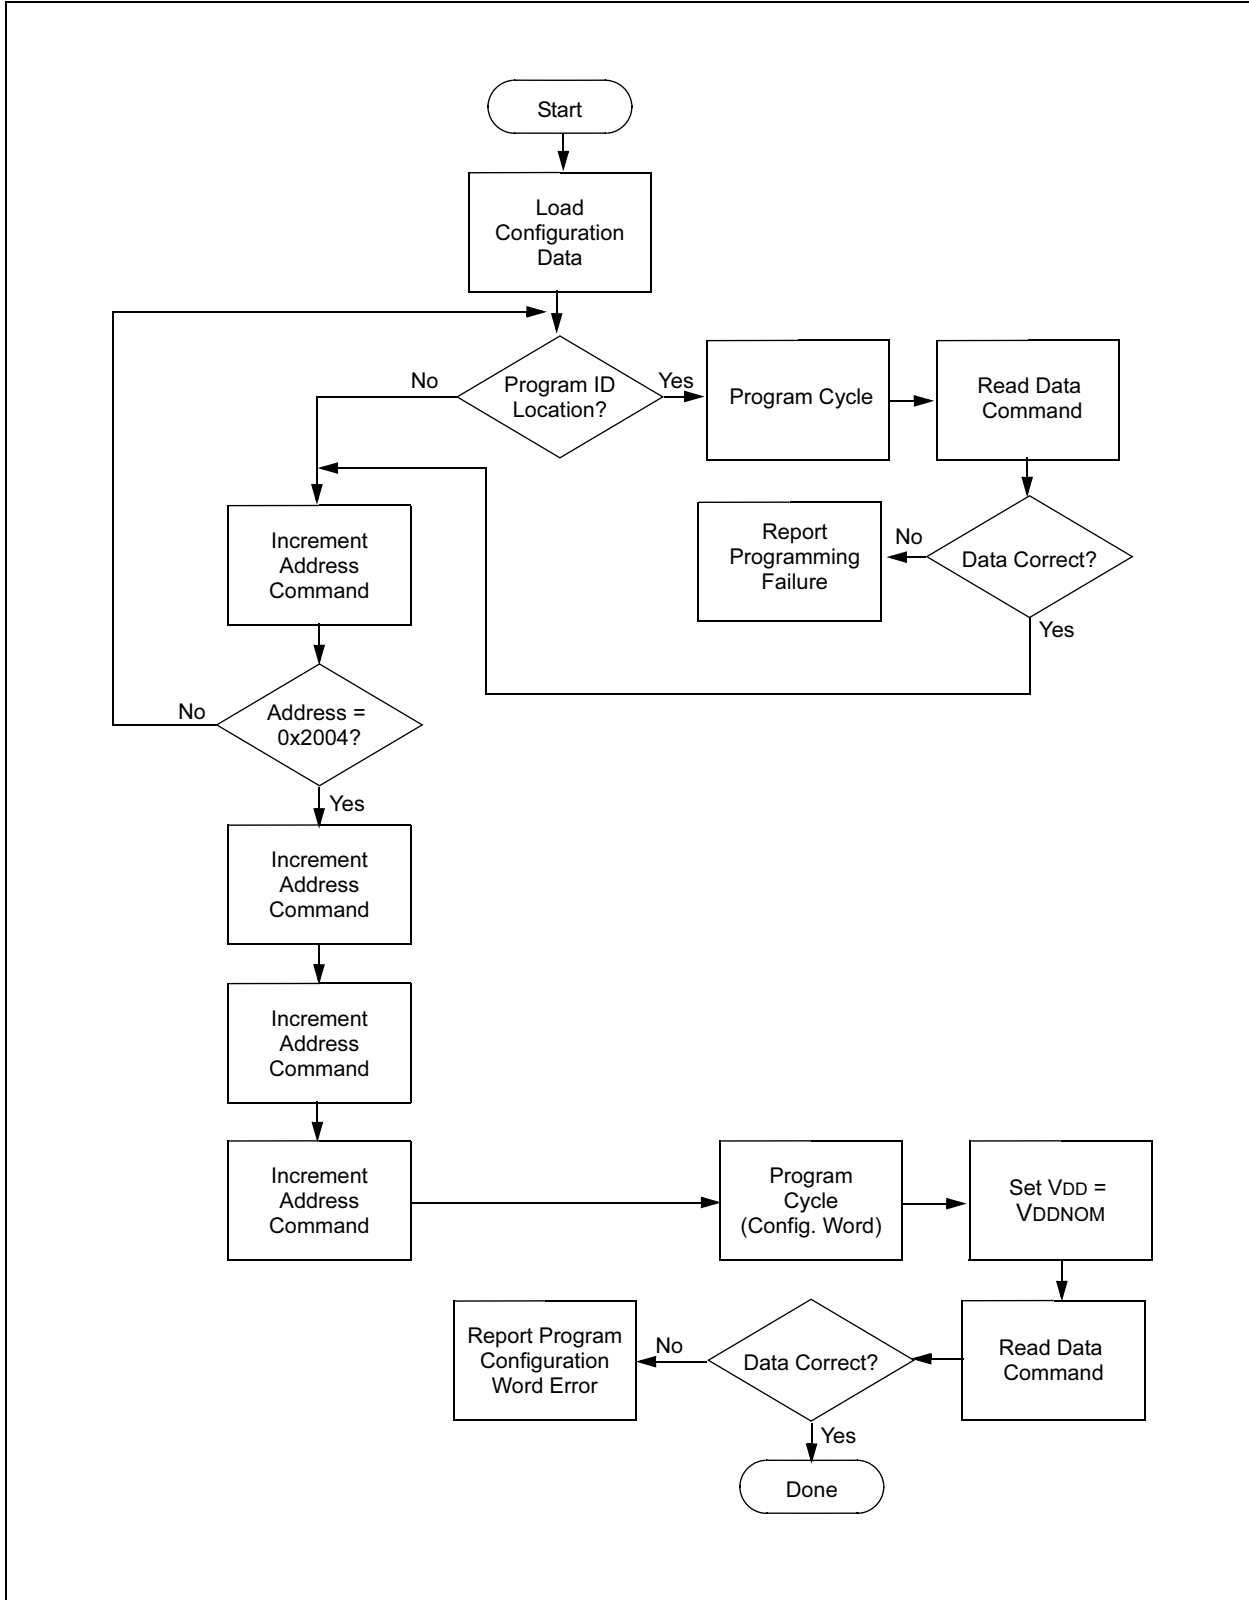 Start
Load
Configuration
Data
No
Program ID
Location?
Yes
Program Cycle
Read Data
Command
Increment
Address
Command
Report
Programming
Failure
No
Data Correct?
Yes
No
Address =
0x2004?
Yes
Increment
Address
Command
Increment
Address
Command
Increment
Address
Command
Program
Cycle
(Config. Word)
Set VDD =
VDDNOM
Report Program
Configuration
Word Error
No
Data Correct?
Read Data
Command
Yes
Done